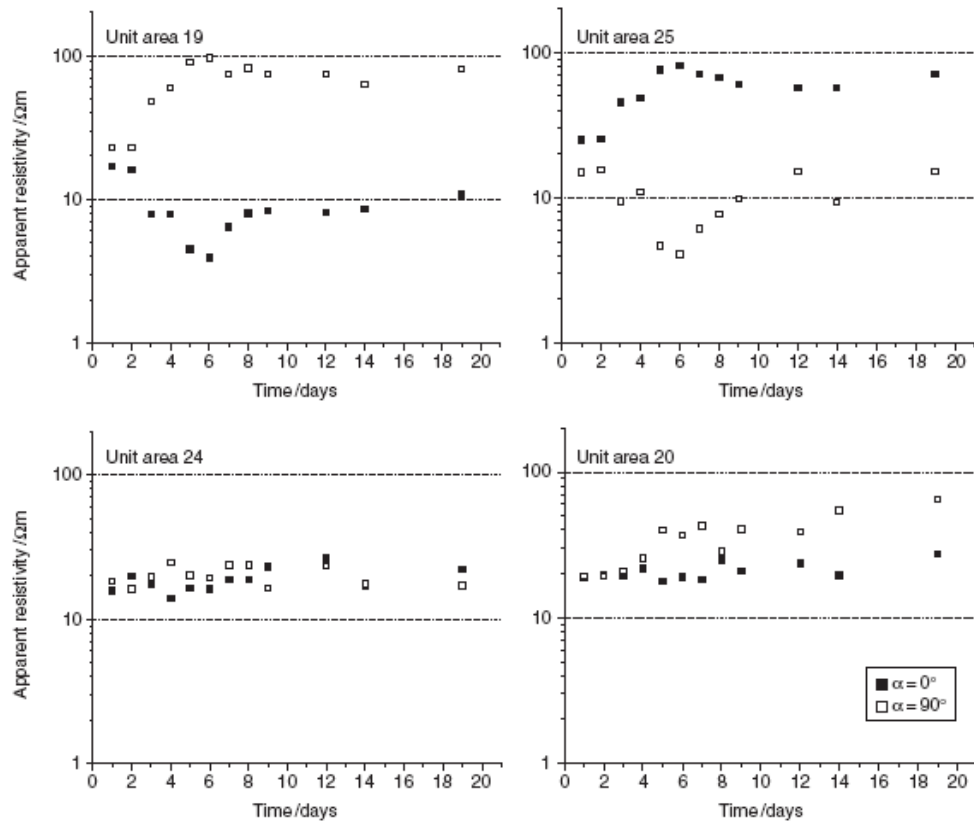 Unit area 19
100
10
1
Apparent resistivity /Ωm
0 2 4 6 8 10 12 14 16 18 20
Time /days
Unit area 25
100
10
1
0 2 4 6 8 10 12 14 16 18 20
Time /days
Unit area 24
100
10
1
Apparent resistivity /Ωm
0 2 4 6 8 10 12 14 16 18 20
Time /days
Unit area 20
100
10
1
α = 0°
α = 90°
0 2 4 6 8 10 12 14 16 18 20
Time /days